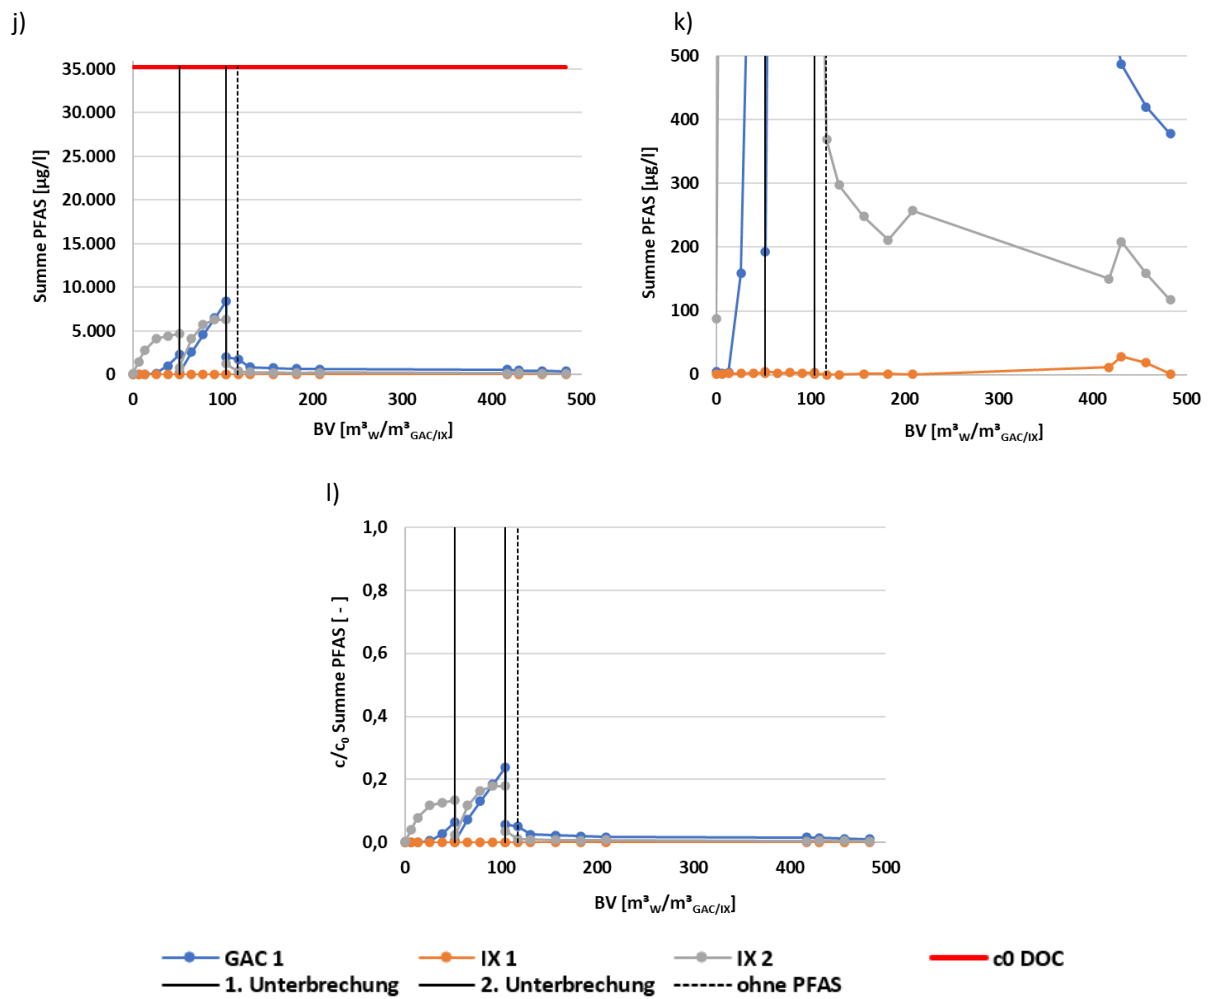 j)
35.000
30.000
25.000
20.000
15.000
10.000
5.000
0
Summe PFAS [µg/l]
0 100 200 300 400 500
BV [m³W/m³GAC/IX]
k)
500
400
300
200
100
0
Summe PFAS [µg/l]
0 100 200 300 400 500
BV [m³W/m³GAC/IX]
l)
1,0
0,8
0,6
0,4
0,2
0,0
c/c0 Summe PFAS [ - ]
0 100 200 300 400 500
BV [m³W/m³GAC/IX]
GAC 1 IX 1 IX 2 c0 DOC
1. Unterbrechung 2. Unterbrechung ohne PFAS